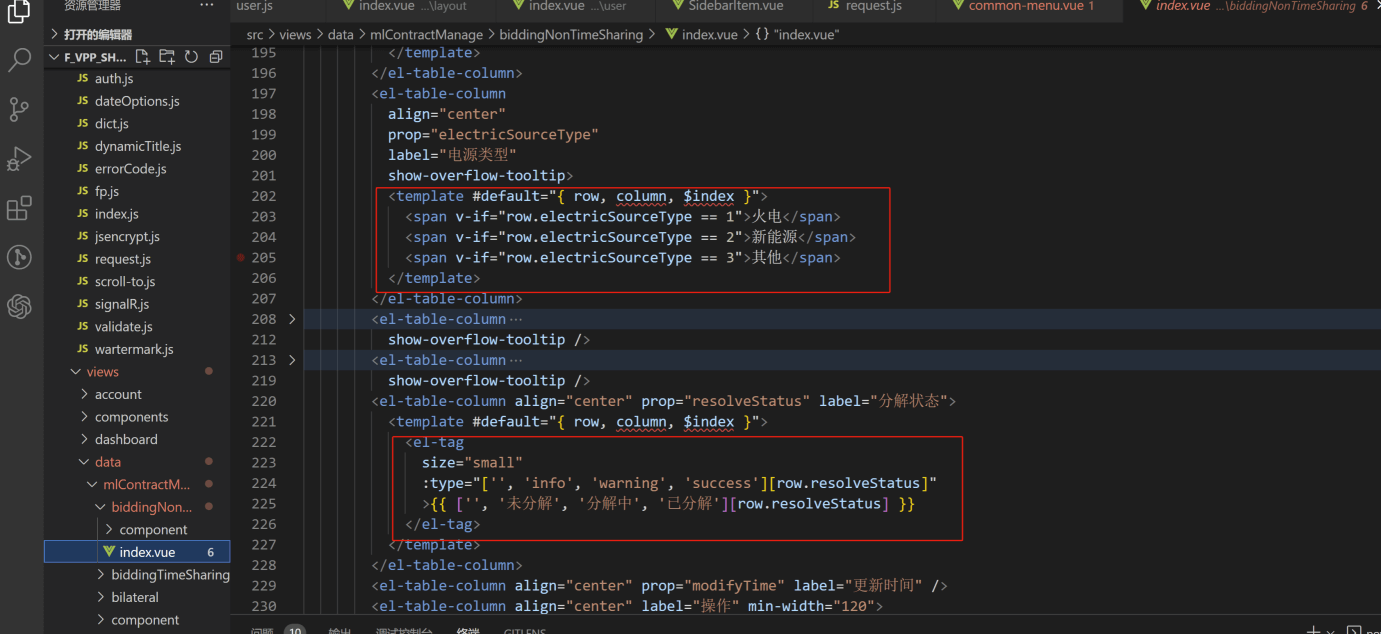 资源管理器 ···
user.js index.vue ...\layout index.vue ...\user SidebarItem.vue JS request.js common-menu.vue 1 index.vue ...\biddingNonTimeSharing 6
打开的编辑器
src > views > data > mlContractManage > biddingNonTimeSharing > index.vue > {} "index.vue"
F_VPP_SH...
JS auth.js
JS dateOptions.js
JS dict.js
JS dynamicTitle.js
JS errorCode.js
JS fp.js
JS index.js
JS jsencrypt.js
JS request.js
JS scroll-to.js
JS signalR.js
JS validate.js
JS wartermark.js
views
account
components
dashboard
data
mlContractM...
biddingNon...
component
index.vue 6
biddingTimeSharing
bilateral
component
195 </template>
196 </el-table-column>
197 <el-table-column
198 align="center"
199 prop="electricSourceType"
200 label="电源类型"
201 show-overflow-tooltip>
202 <template #default="{ row, column, $index }">
203 <span v-if="row.electricSourceType == 1">火电</span>
204 <span v-if="row.electricSourceType == 2">新能源</span>
205 <span v-if="row.electricSourceType == 3">其他</span>
206 </template>
207 </el-table-column>
208 <el-table-column ···
212 show-overflow-tooltip />
213 <el-table-column ···
219 show-overflow-tooltip />
220 <el-table-column align="center" prop="resolveStatus" label="分解状态">
221 <template #default="{ row, column, $index }">
222 <el-tag
223 size="small"
224 :type="['', 'info', 'warning', 'success'][row.resolveStatus]"
225 >{{ ['', '未分解', '分解中', '已分解'][row.resolveStatus] }}
226 </el-tag>
227 </template>
228 </el-table-column>
229 <el-table-column align="center" prop="modifyTime" label="更新时间" />
230 <el-table-column align="center" label="操作" min-width="120">
问题 10 输出 调试控制台 终端 GITLENS